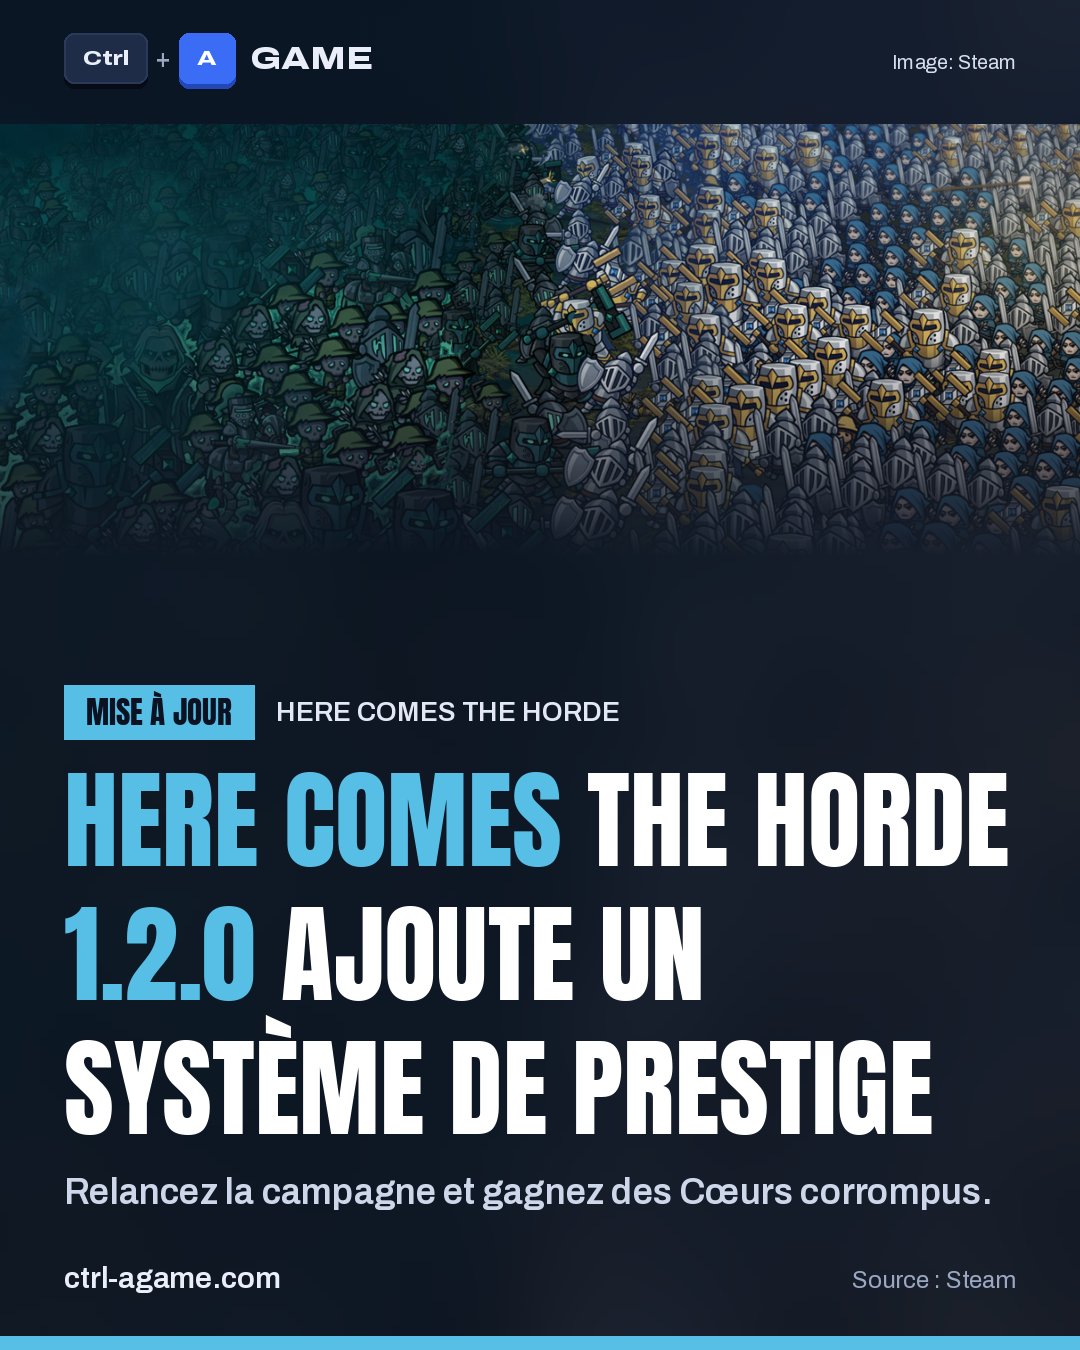 Ctrl + A GAME
Image: Steam
MISE À JOUR HERE COMES THE HORDE
HERE COMES THE HORDE
1.2.0 AJOUTE UN
SYSTÈME DE PRESTIGE
Relancez la campagne et gagnez des Cœurs corrompus.
ctrl-agame.com
Source : Steam